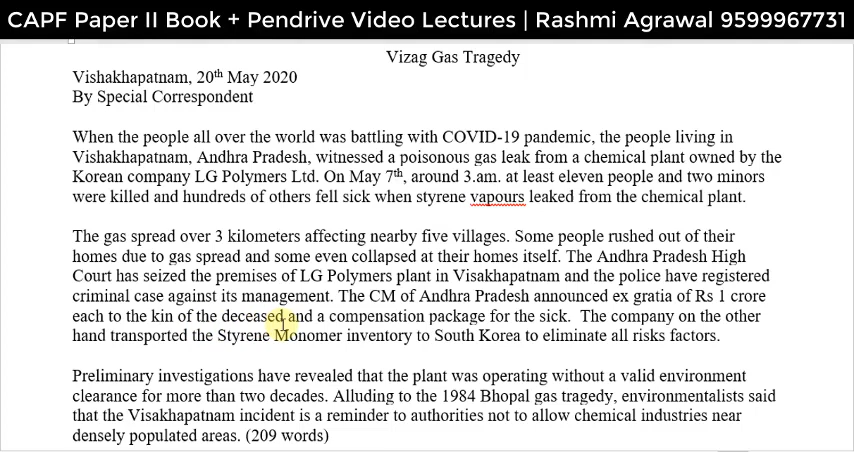 CAPF Paper II Book + Pendrive Video Lectures | Rashmi Agrawal 9599967731
Vizag Gas Tragedy
Vishakhapatnam, 20th May 2020
By Special Correspondent
When the people all over the world was battling with COVID-19 pandemic, the people living in
Vishakhapatnam, Andhra Pradesh, witnessed a poisonous gas leak from a chemical plant owned by the
Korean company LG Polymers Ltd. On May 7th, around 3.am. at least eleven people and two minors
were killed and hundreds of others fell sick when styrene vapours leaked from the chemical plant.
The gas spread over 3 kilometers affecting nearby five villages. Some people rushed out of their
homes due to gas spread and some even collapsed at their homes itself. The Andhra Pradesh High
Court has seized the premises of LG Polymers plant in Visakhapatnam and the police have registered
criminal case against its management. The CM of Andhra Pradesh announced ex gratia of Rs 1 crore
each to the kin of the deceased and a compensation package for the sick.  The company on the other
hand transported the Styrene Monomer inventory to South Korea to eliminate all risks factors.
Preliminary investigations have revealed that the plant was operating without a valid environment
clearance for more than two decades. Alluding to the 1984 Bhopal gas tragedy, environmentalists said
that the Visakhapatnam incident is a reminder to authorities not to allow chemical industries near
densely populated areas. (209 words)